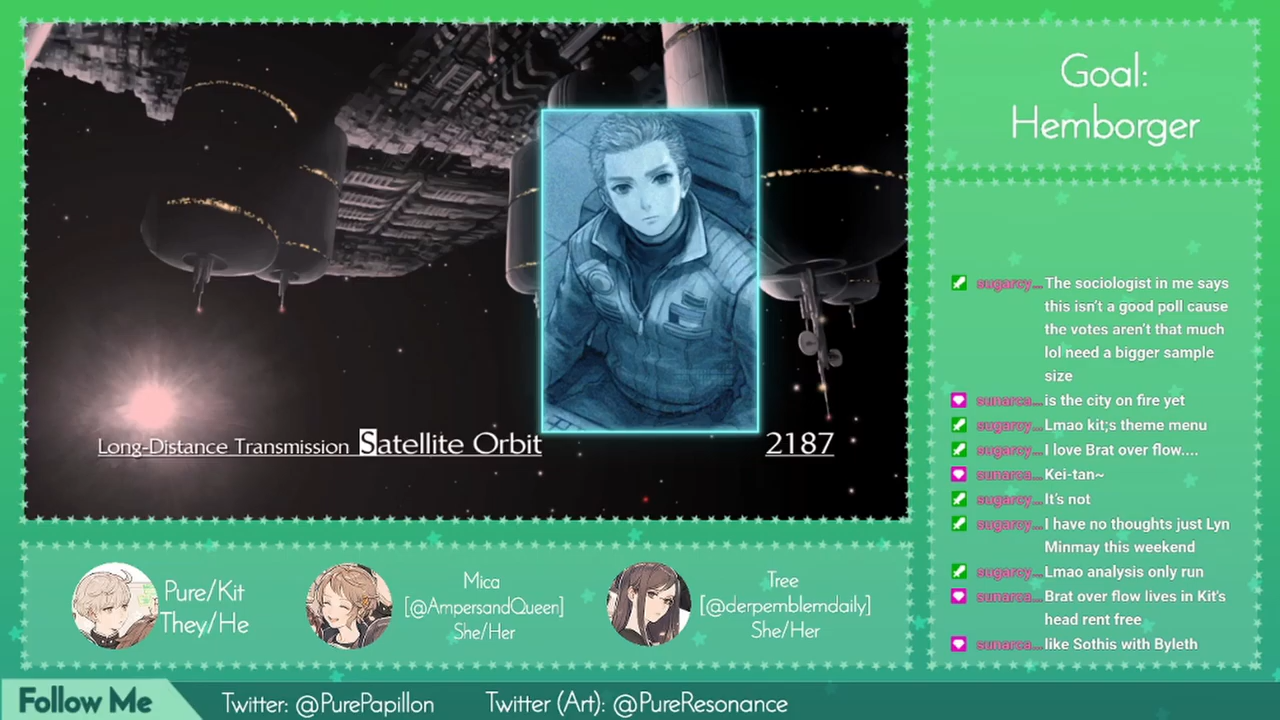 Goal:
Hemborger
Long-Distance Transmission Satellite Orbit 2187
sugarcy... The sociologist in me says
this isn't a good poll cause
the votes aren't that much
lol need a bigger sample
size
sunarca... is the city on fire yet
sugarcy... Lmao kit;s theme menu
sugarcy... I love Brat over flow....
sunarca... Kei-tan~
sugarcy... It's not
sugarcy... I have no thoughts just Lyn
Minmay this weekend
sugarcy... Lmao analysis only run
sunarca... Brat over flow lives in Kit's
head rent free
sunarca... like Sothis with Byleth
Pure/Kit
They/He
Mica
[@AmpersandQueen]
She/Her
Tree
[@derpemblemdaily]
She/Her
Follow Me
Twitter: @PurePapillon
Twitter (Art): @PureResonance